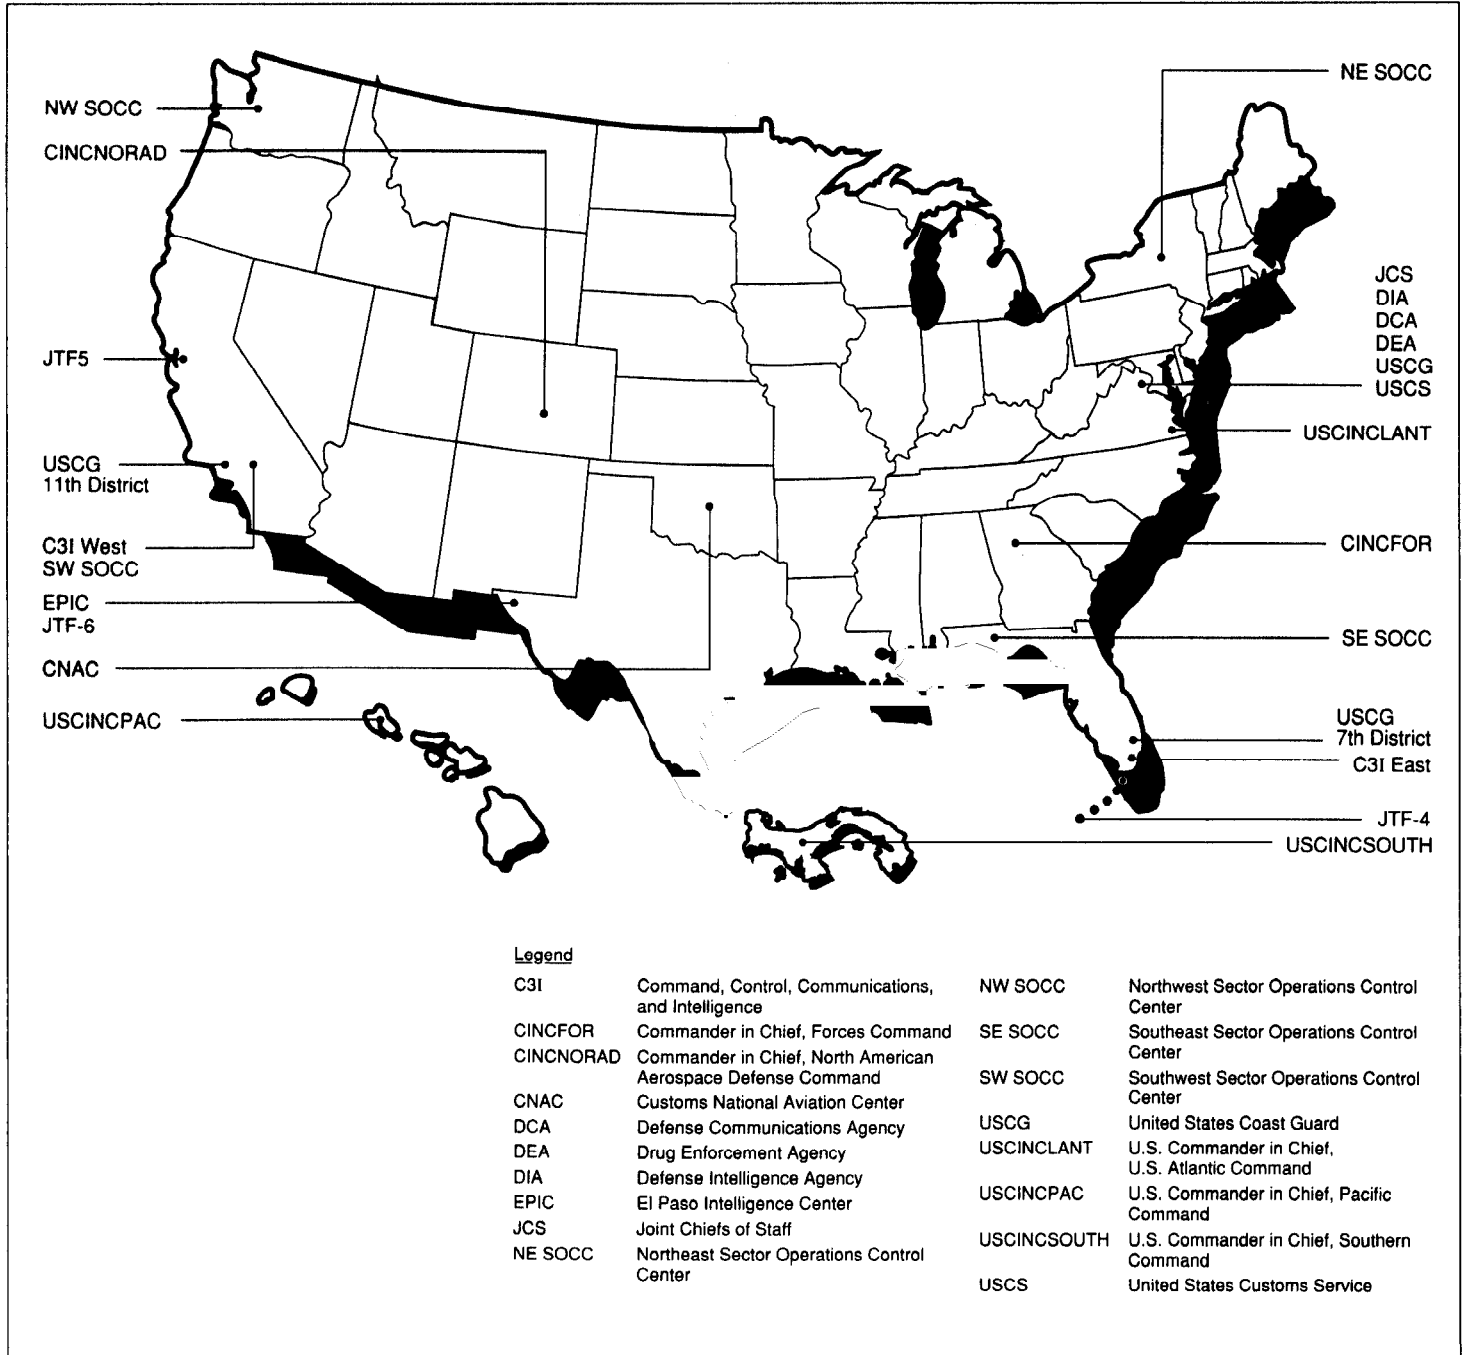 NW SOCC
CINCNORAD
JTF5
USCG
11th District
C3I West
SW SOCC
EPIC
JTF-6
CNAC
USCINCPAC
NE SOCC
JCS
DIA
DCA
DEA
USCG
USCS
USCINCLANT
CINCFOR
SE SOCC
USCG
7th District
C3I East
JTF-4
USCINCSOUTH
Legend
C3I Command, Control, Communications,
and Intelligence
CINCFOR Commander in Chief, Forces Command
CINCNORAD Commander in Chief, North American
Aerospace Defense Command
CNAC Customs National Aviation Center
DCA Defense Communications Agency
DEA Drug Enforcement Agency
DIA Defense Intelligence Agency
EPIC El Paso Intelligence Center
JCS Joint Chiefs of Staff
NE SOCC Northeast Sector Operations Control
Center
NW SOCC Northwest Sector Operations Control
Center
SE SOCC Southeast Sector Operations Control
Center
SW SOCC Southwest Sector Operations Control
Center
USCG United States Coast Guard
USCINCLANT U.S. Commander in Chief,
U.S. Atlantic Command
USCINCPAC U.S. Commander in Chief, Pacific
Command
USCINCSOUTH U.S. Commander in Chief, Southern
Command
USCS United States Customs Service